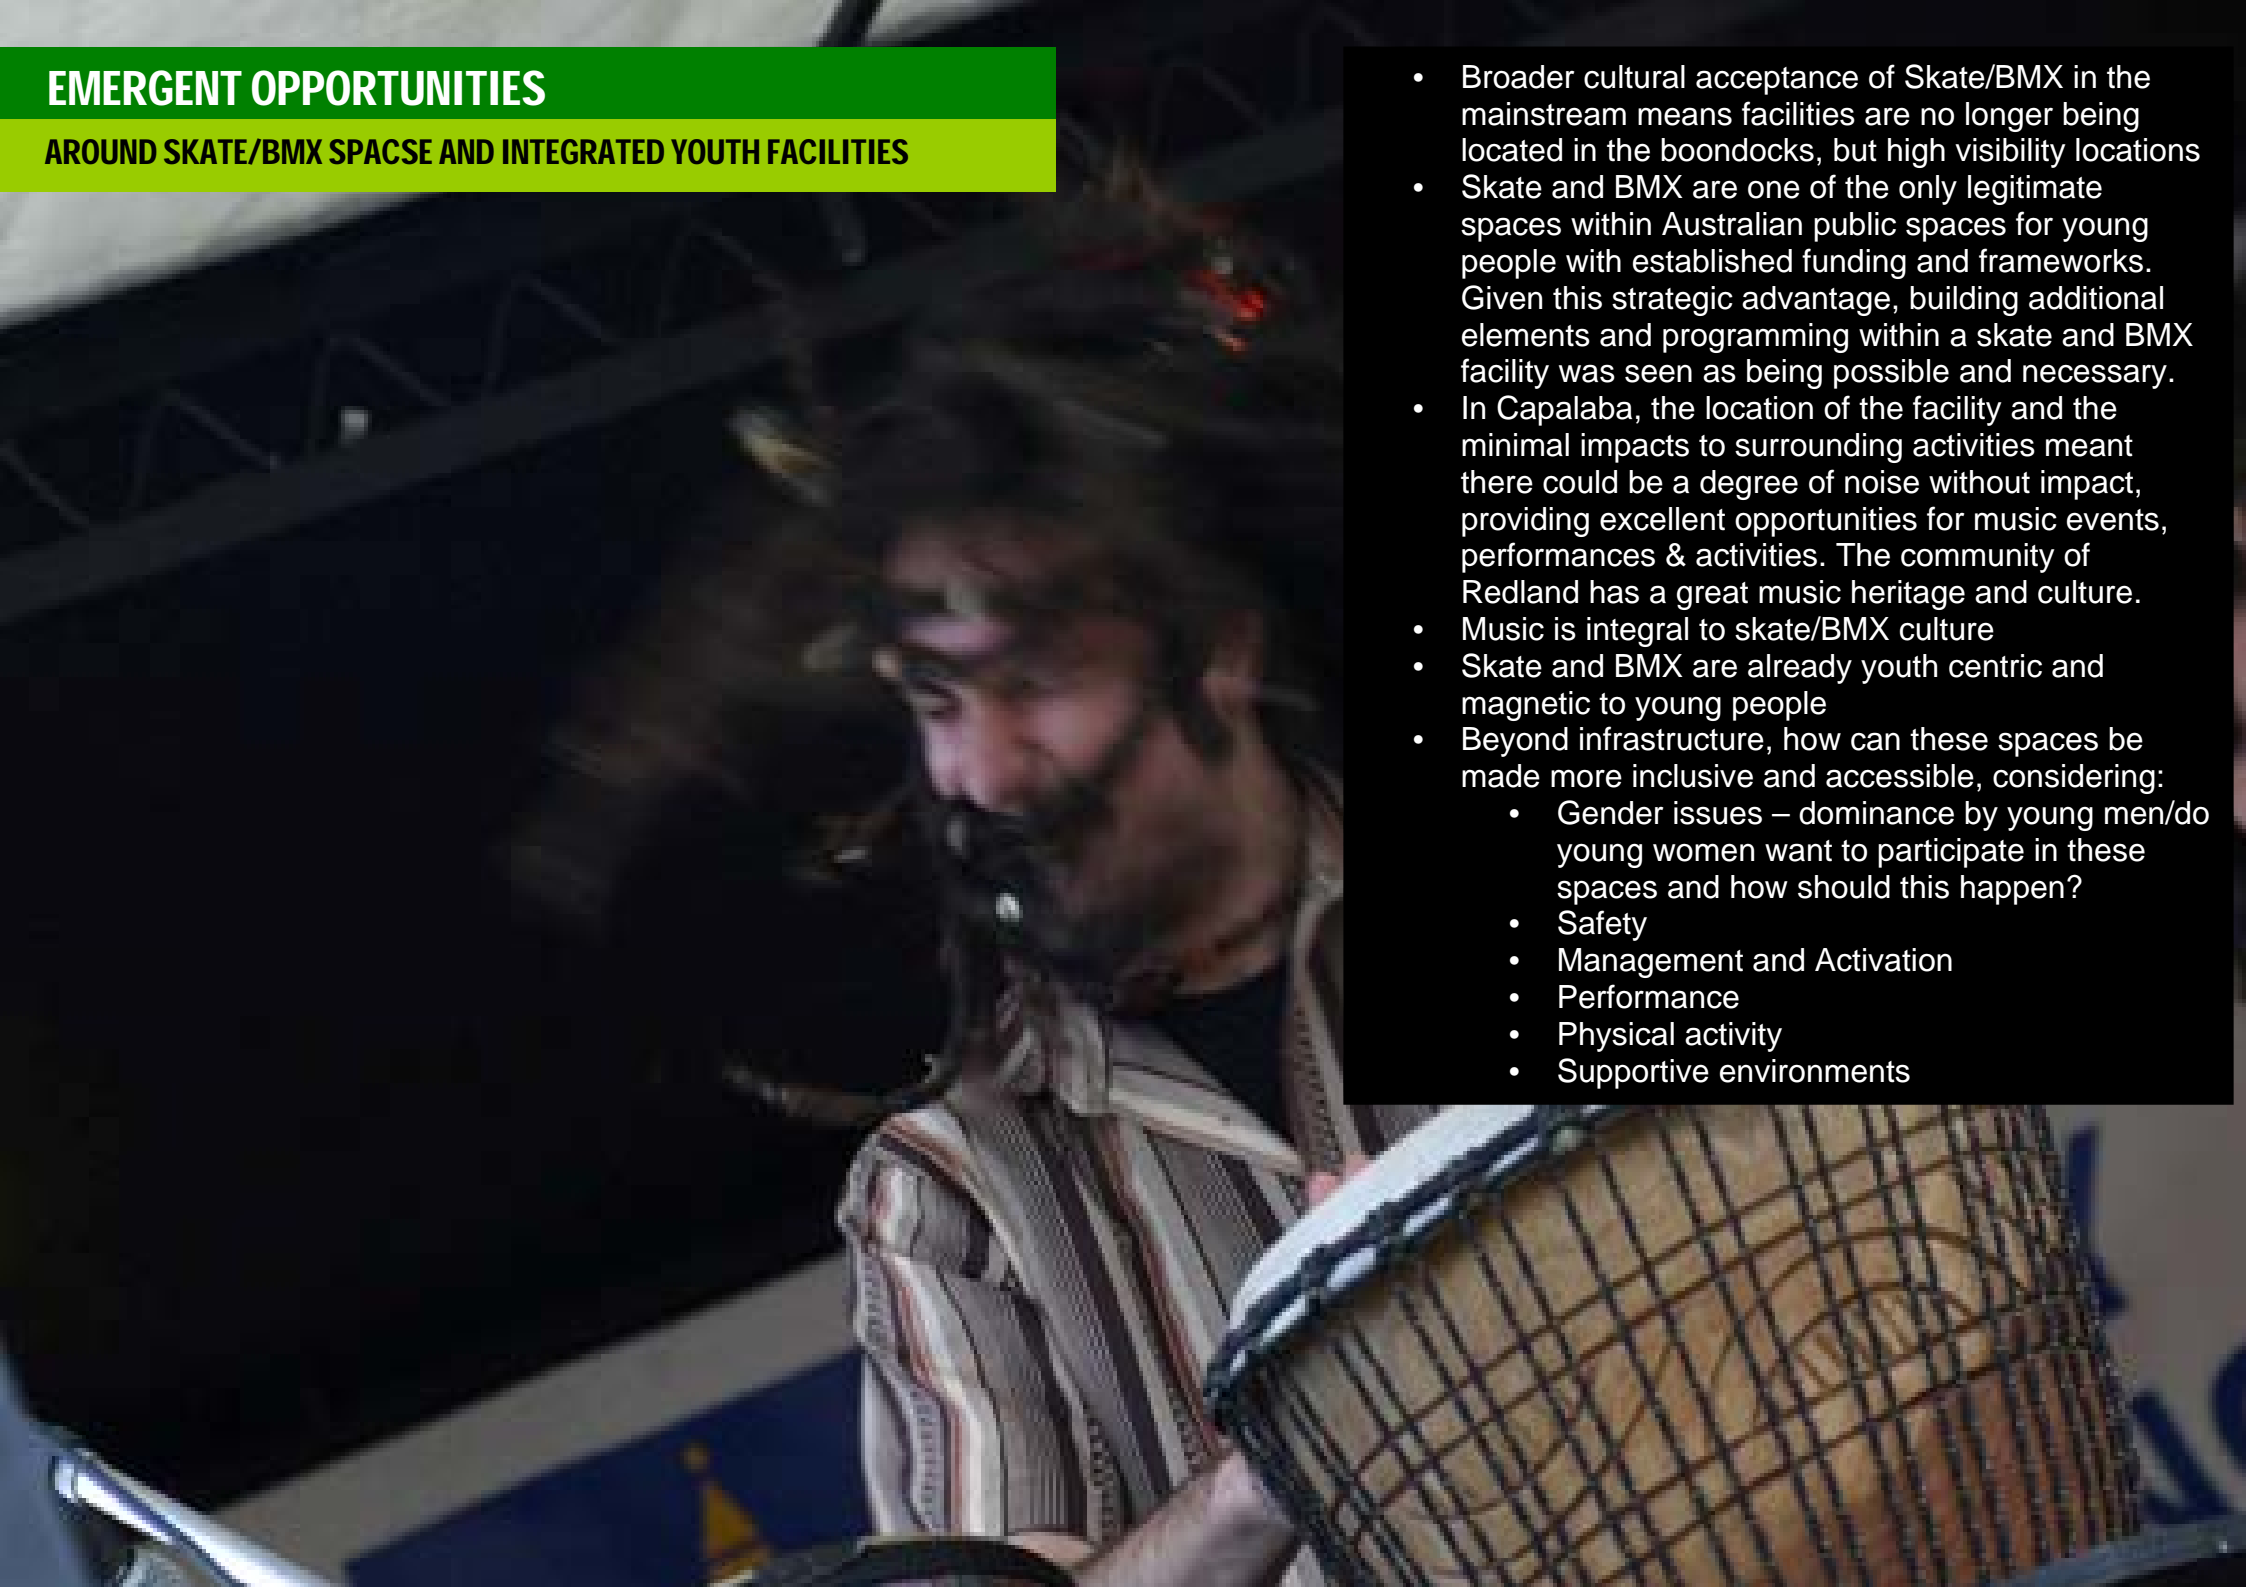 EMERGENT OPPORTUNITIES
AROUND SKATE/BMX SPACSE AND INTEGRATED YOUTH FACILITIES
• Broader cultural acceptance of Skate/BMX in the
mainstream means facilities are no longer being
located in the boondocks, but high visibility locations
• Skate and BMX are one of the only legitimate
spaces within Australian public spaces for young
people with established funding and frameworks.
Given this strategic advantage, building additional
elements and programming within a skate and BMX
facility was seen as being possible and necessary.
• In Capalaba, the location of the facility and the
minimal impacts to surrounding activities meant
there could be a degree of noise without impact,
providing excellent opportunities for music events,
performances & activities. The community of
Redland has a great music heritage and culture.
• Music is integral to skate/BMX culture
• Skate and BMX are already youth centric and
magnetic to young people
• Beyond infrastructure, how can these spaces be
made more inclusive and accessible, considering:
• Gender issues – dominance by young men/do
young women want to participate in these
spaces and how should this happen?
• Safety
• Management and Activation
• Performance
• Physical activity
• Supportive environments